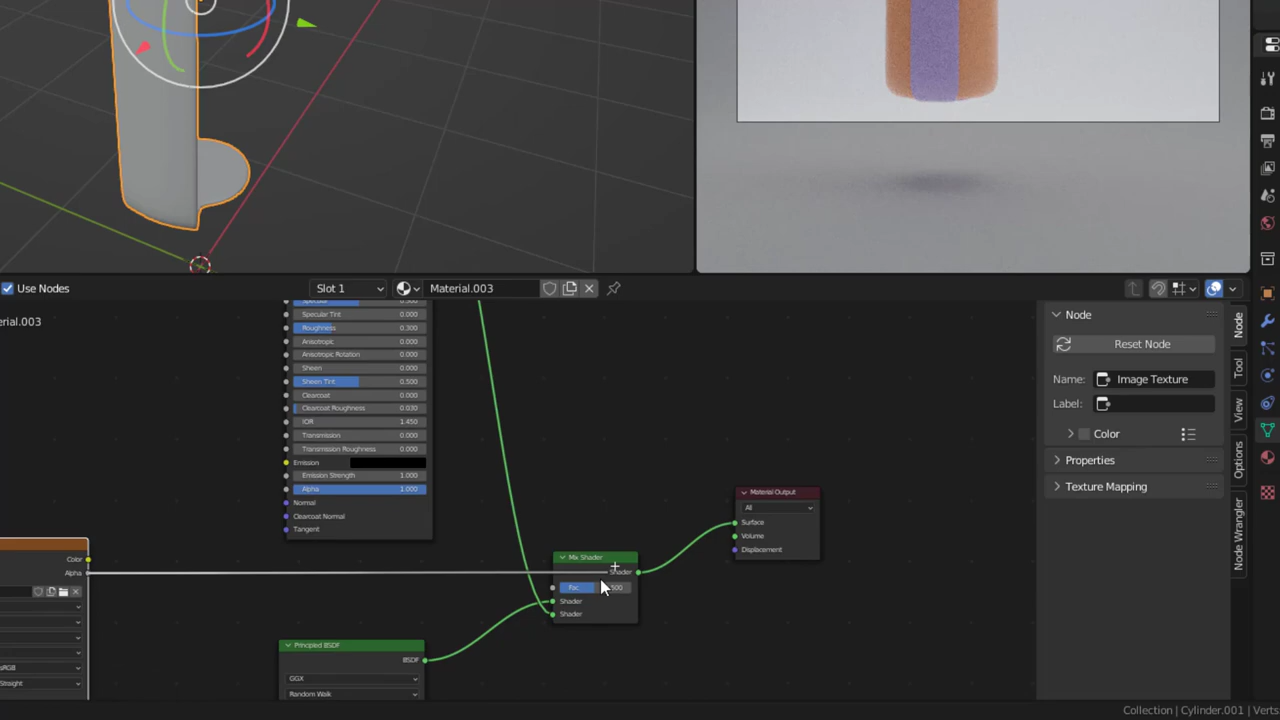 Use Nodes
Slot 1
Material.003
erial.003
Specular 0.500
Specular Tint 0.000
Roughness 0.300
Anisotropic 0.000
Anisotropic Rotation 0.000
Sheen 0.000
Sheen Tint 0.500
Clearcoat 0.000
Clearcoat Roughness 0.030
IOR 1.450
Transmission 0.000
Transmission Roughness 0.000
Emission
Emission Strength 1.000
Alpha 1.000
Normal
Clearcoat Normal
Tangent
Color
Alpha
sRGB
Straight
Principled BSDF
BSDF
GGX
Random Walk
Mix Shader
Shader
Fac
Shader
Shader
Material Output
All
Surface
Volume
Displacement
Node
Reset Node
Name: Image Texture
Label:
Color
Properties
Texture Mapping
Node
Tool
View
Options
Node Wrangler
Collection | Cylinder.001 | Verts